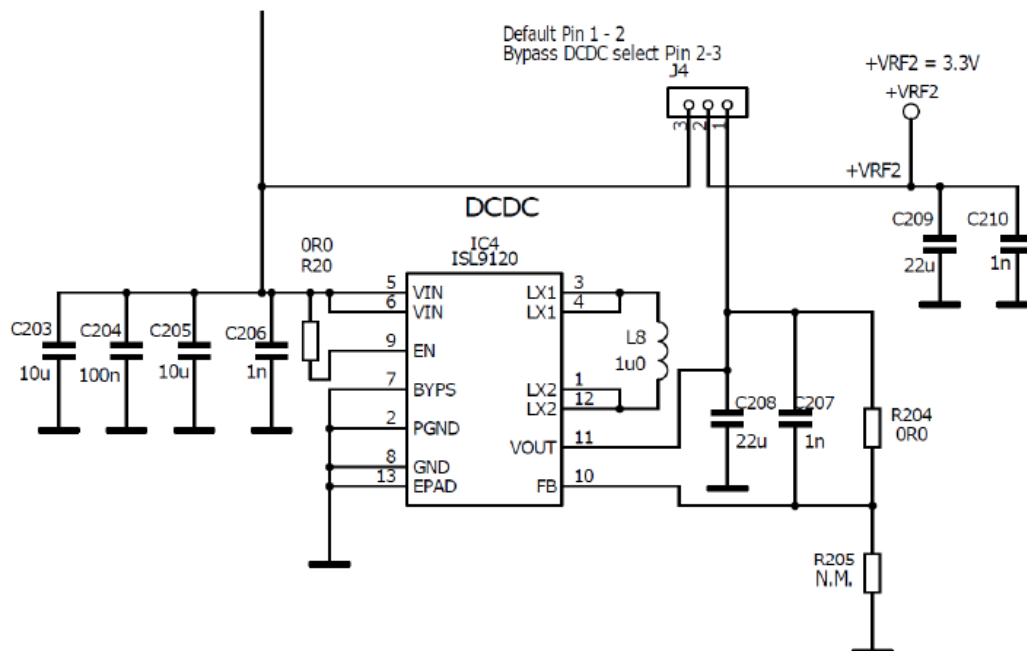 Default Pin 1 - 2
Bypass DCDC select Pin 2-3
J4
3
2
1
+VRF2 = 3.3V
+VRF2
+VRF2
C209
22u
C210
1n
DCDC
0R0
R20
IC4
ISL9120
C203
10u
C204
100n
C205
10u
C206
1n
5
VIN
6
VIN
9
EN
7
BYPS
2
PGND
8
GND
13
EPAD
LX1
3
LX1
4
LX2
1
LX2
12
VOUT
11
FB
10
L8
1u0
C208
22u
C207
1n
R204
0R0
R205
N.M.